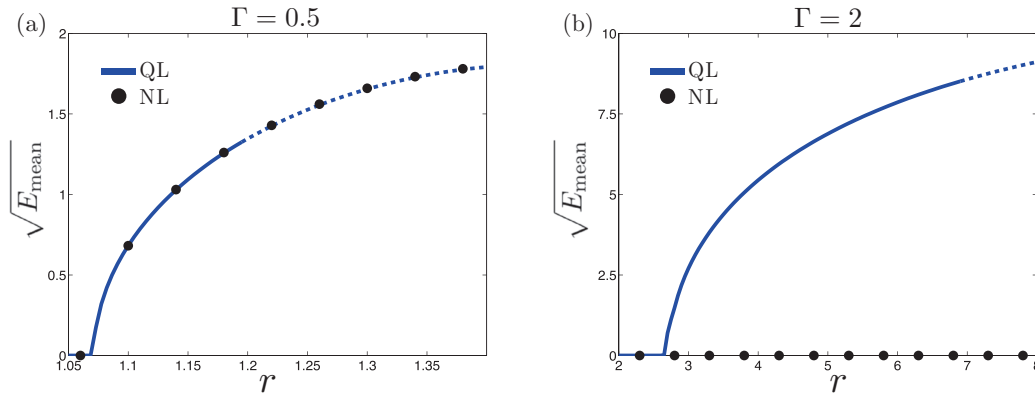 (a) Γ = 0.5
2
1.5
1
0.5
0
√E_mean
QL
NL
1.05 1.1 1.15 1.2 1.25 1.3 1.35
r
(b) Γ = 2
10
7.5
5
2.5
0
√E_mean
QL
NL
2 3 4 5 6 7 8
r